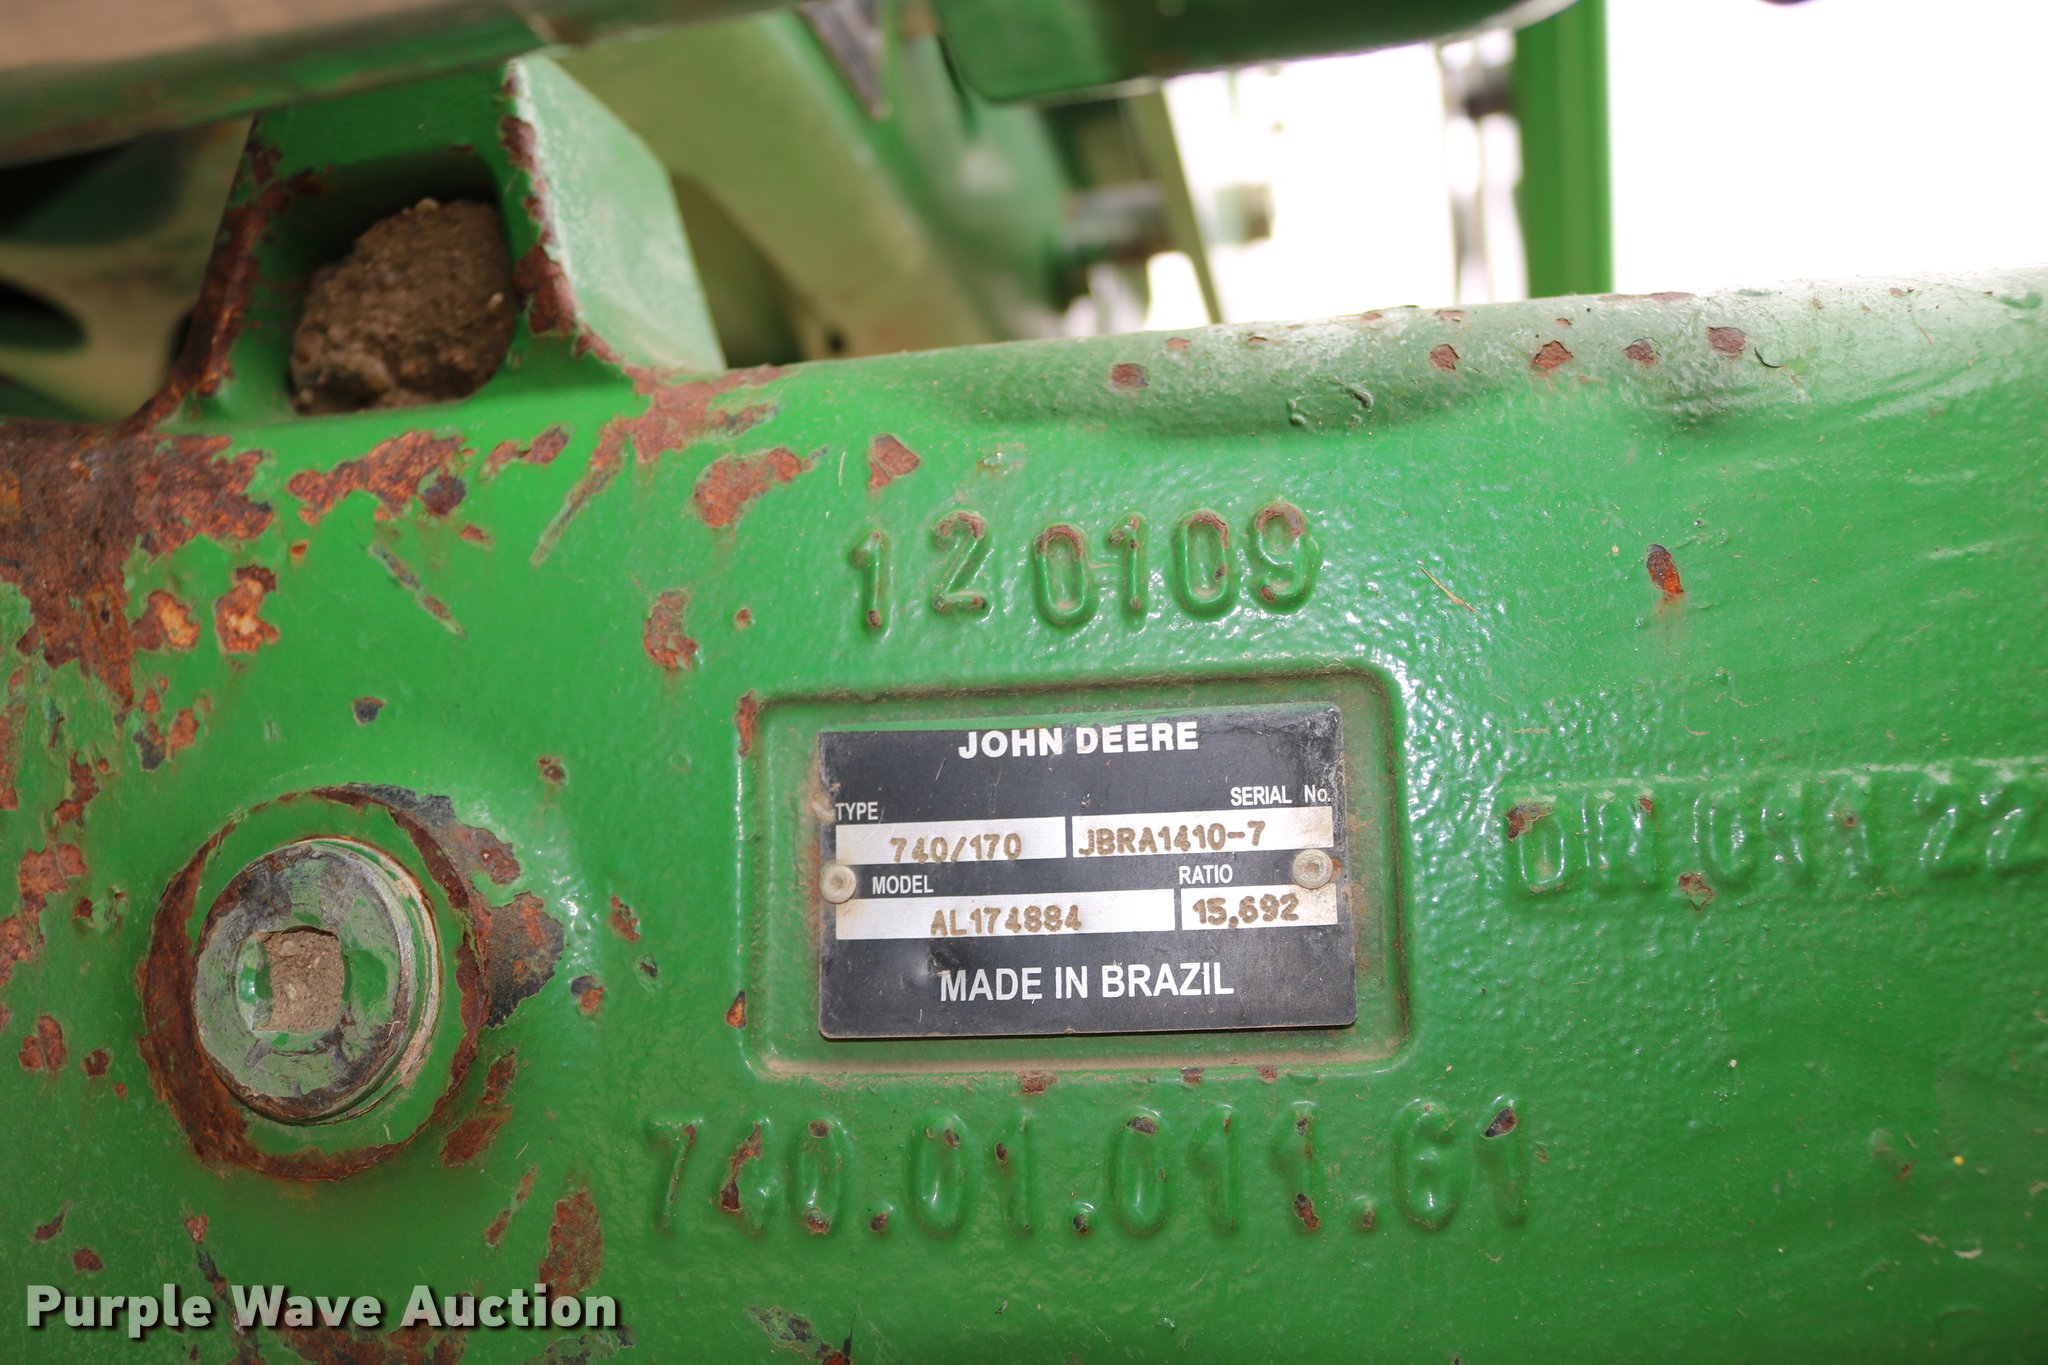 120109
JOHN DEERE
TYPE SERIAL No.
740/170 JBRA1410-7
MODEL RATIO
AL174884 15,692
MADE IN BRAZIL
740.01.011.61
Purple Wave Auction